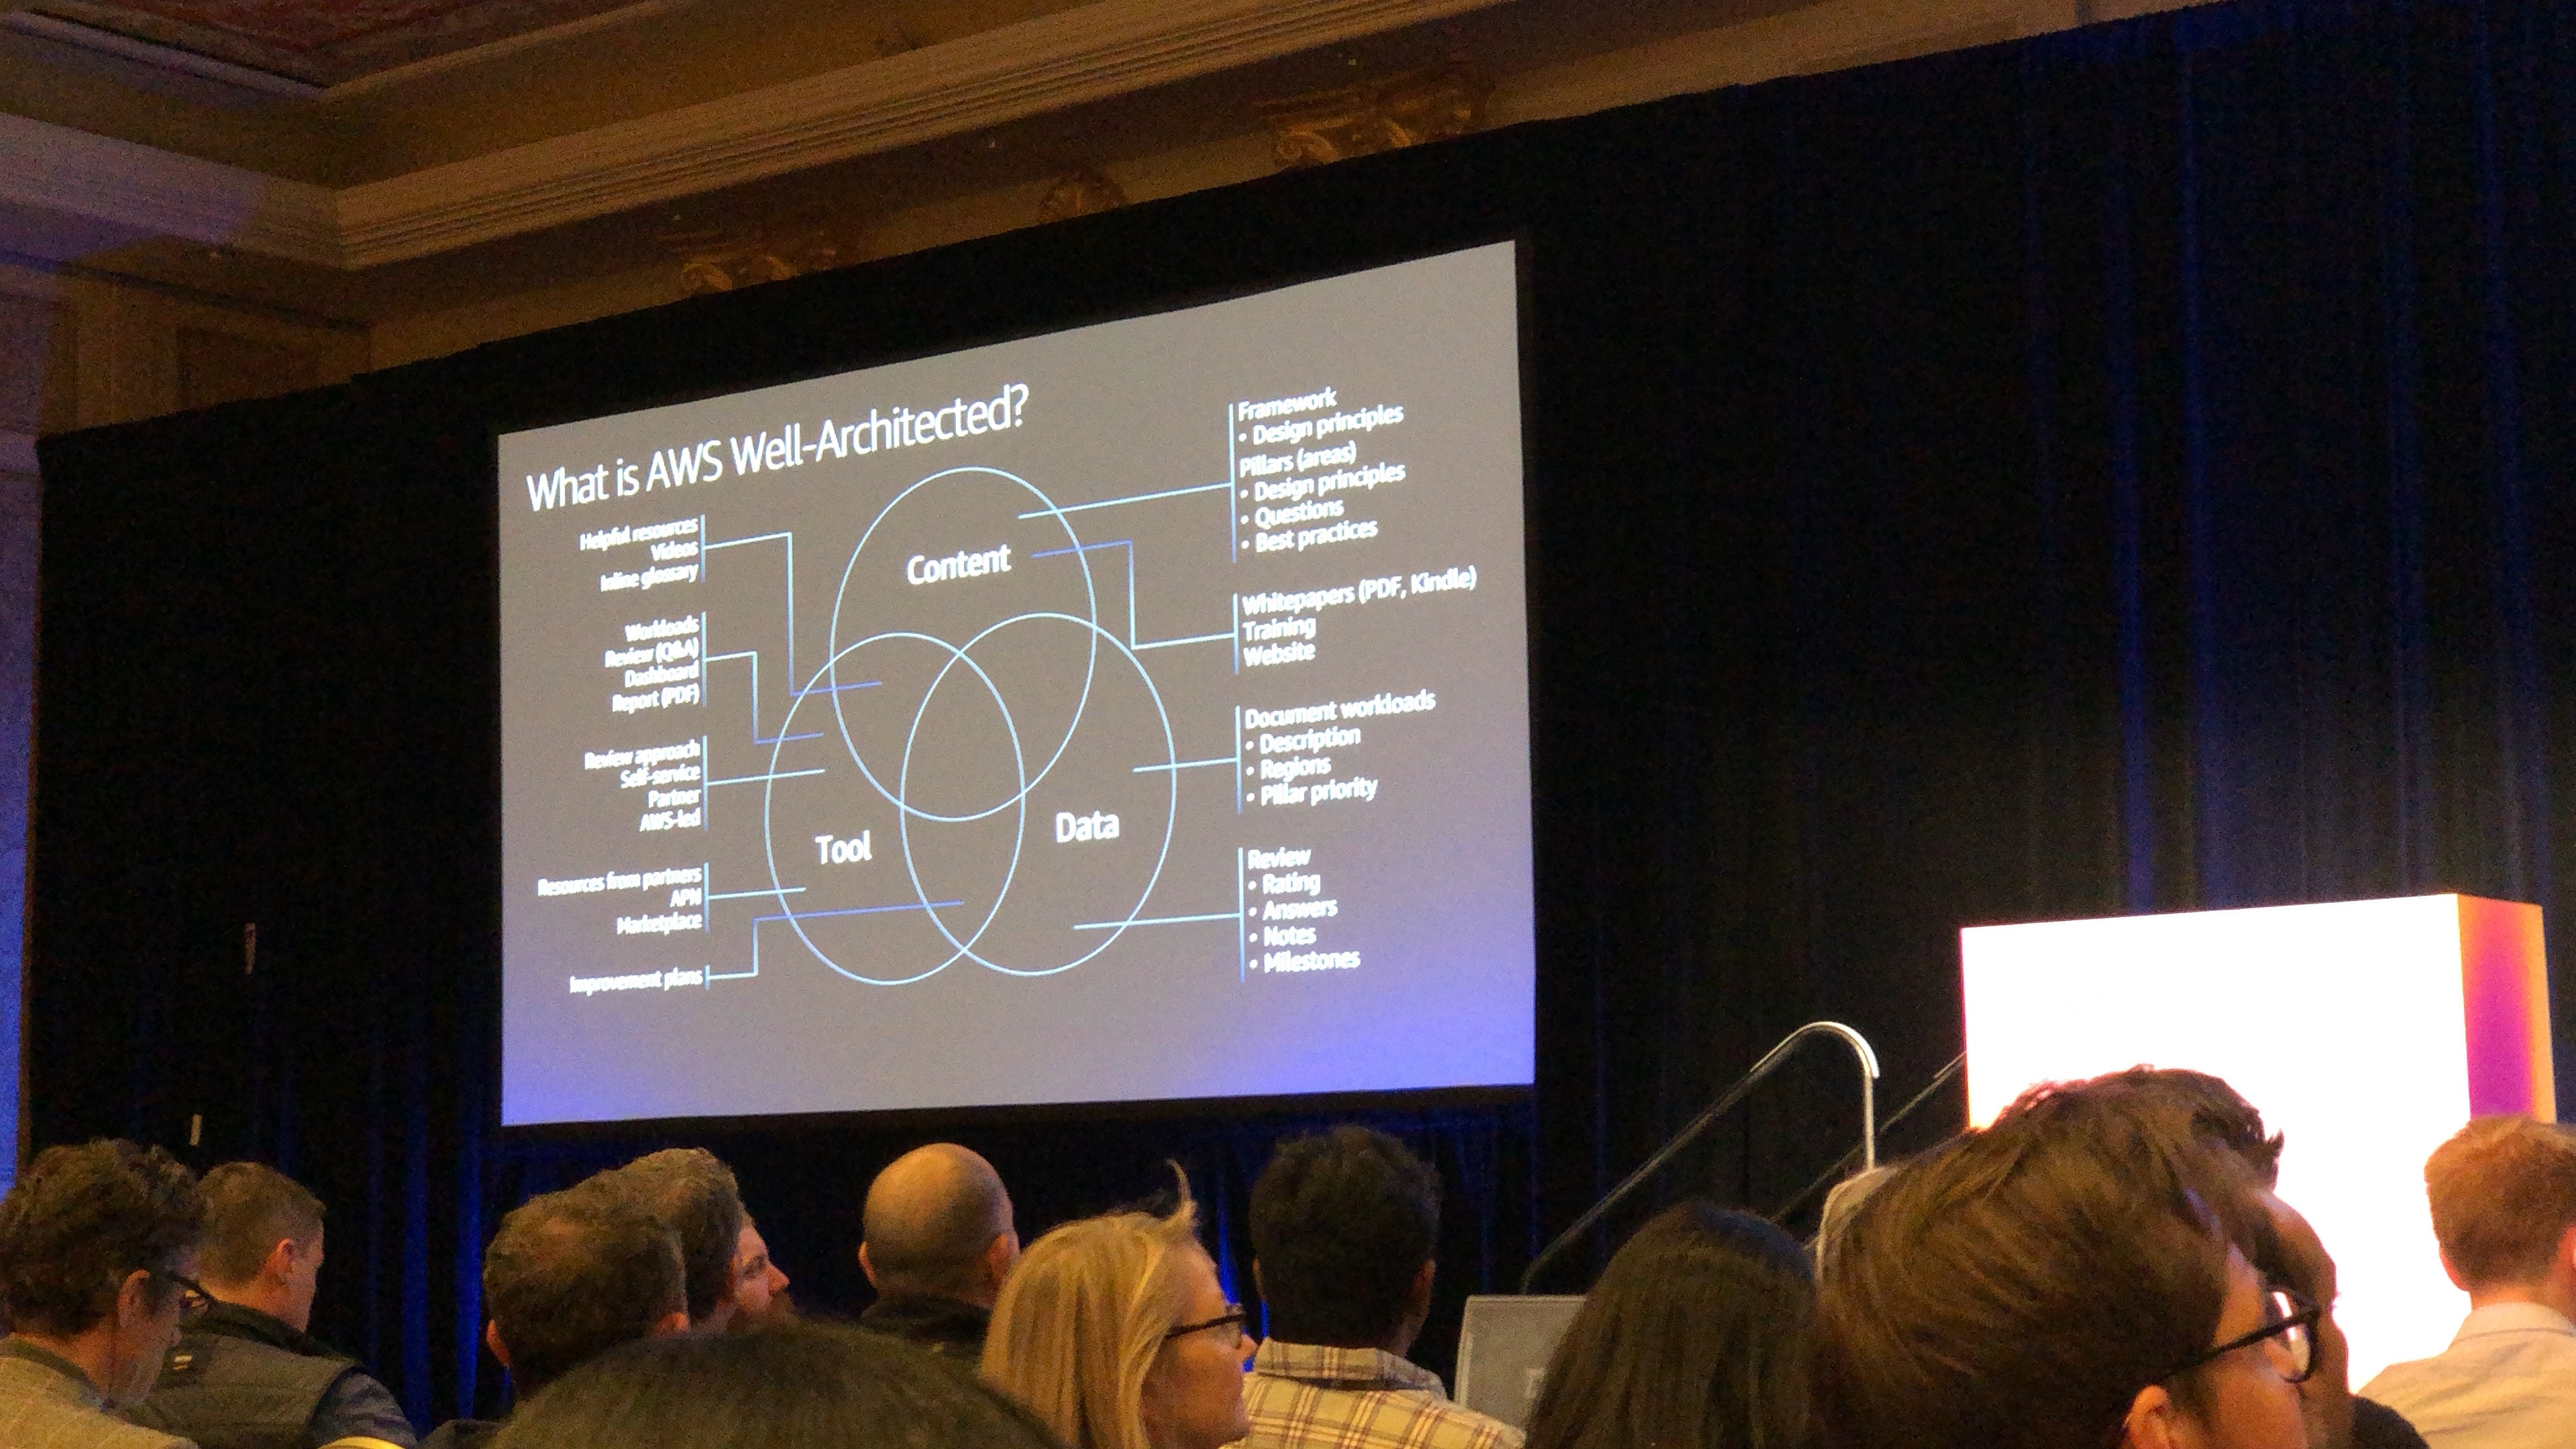 What is AWS Well-Architected?
Helpful resources
Videos
Inline glossary
Workloads
Review (Q&A)
Dashboard
Report (PDF)
Review approach
Self-service
Partner
AWS-led
Resources from partners
APN
Marketplace
Improvement plans
Content
Tool
Data
Framework
• Design principles
Pillars (areas)
• Design principles
• Questions
• Best practices
Whitepapers (PDF, Kindle)
Training
Website
Document workloads
• Description
• Regions
• Pillar priority
Review
• Rating
• Answers
• Notes
• Milestones